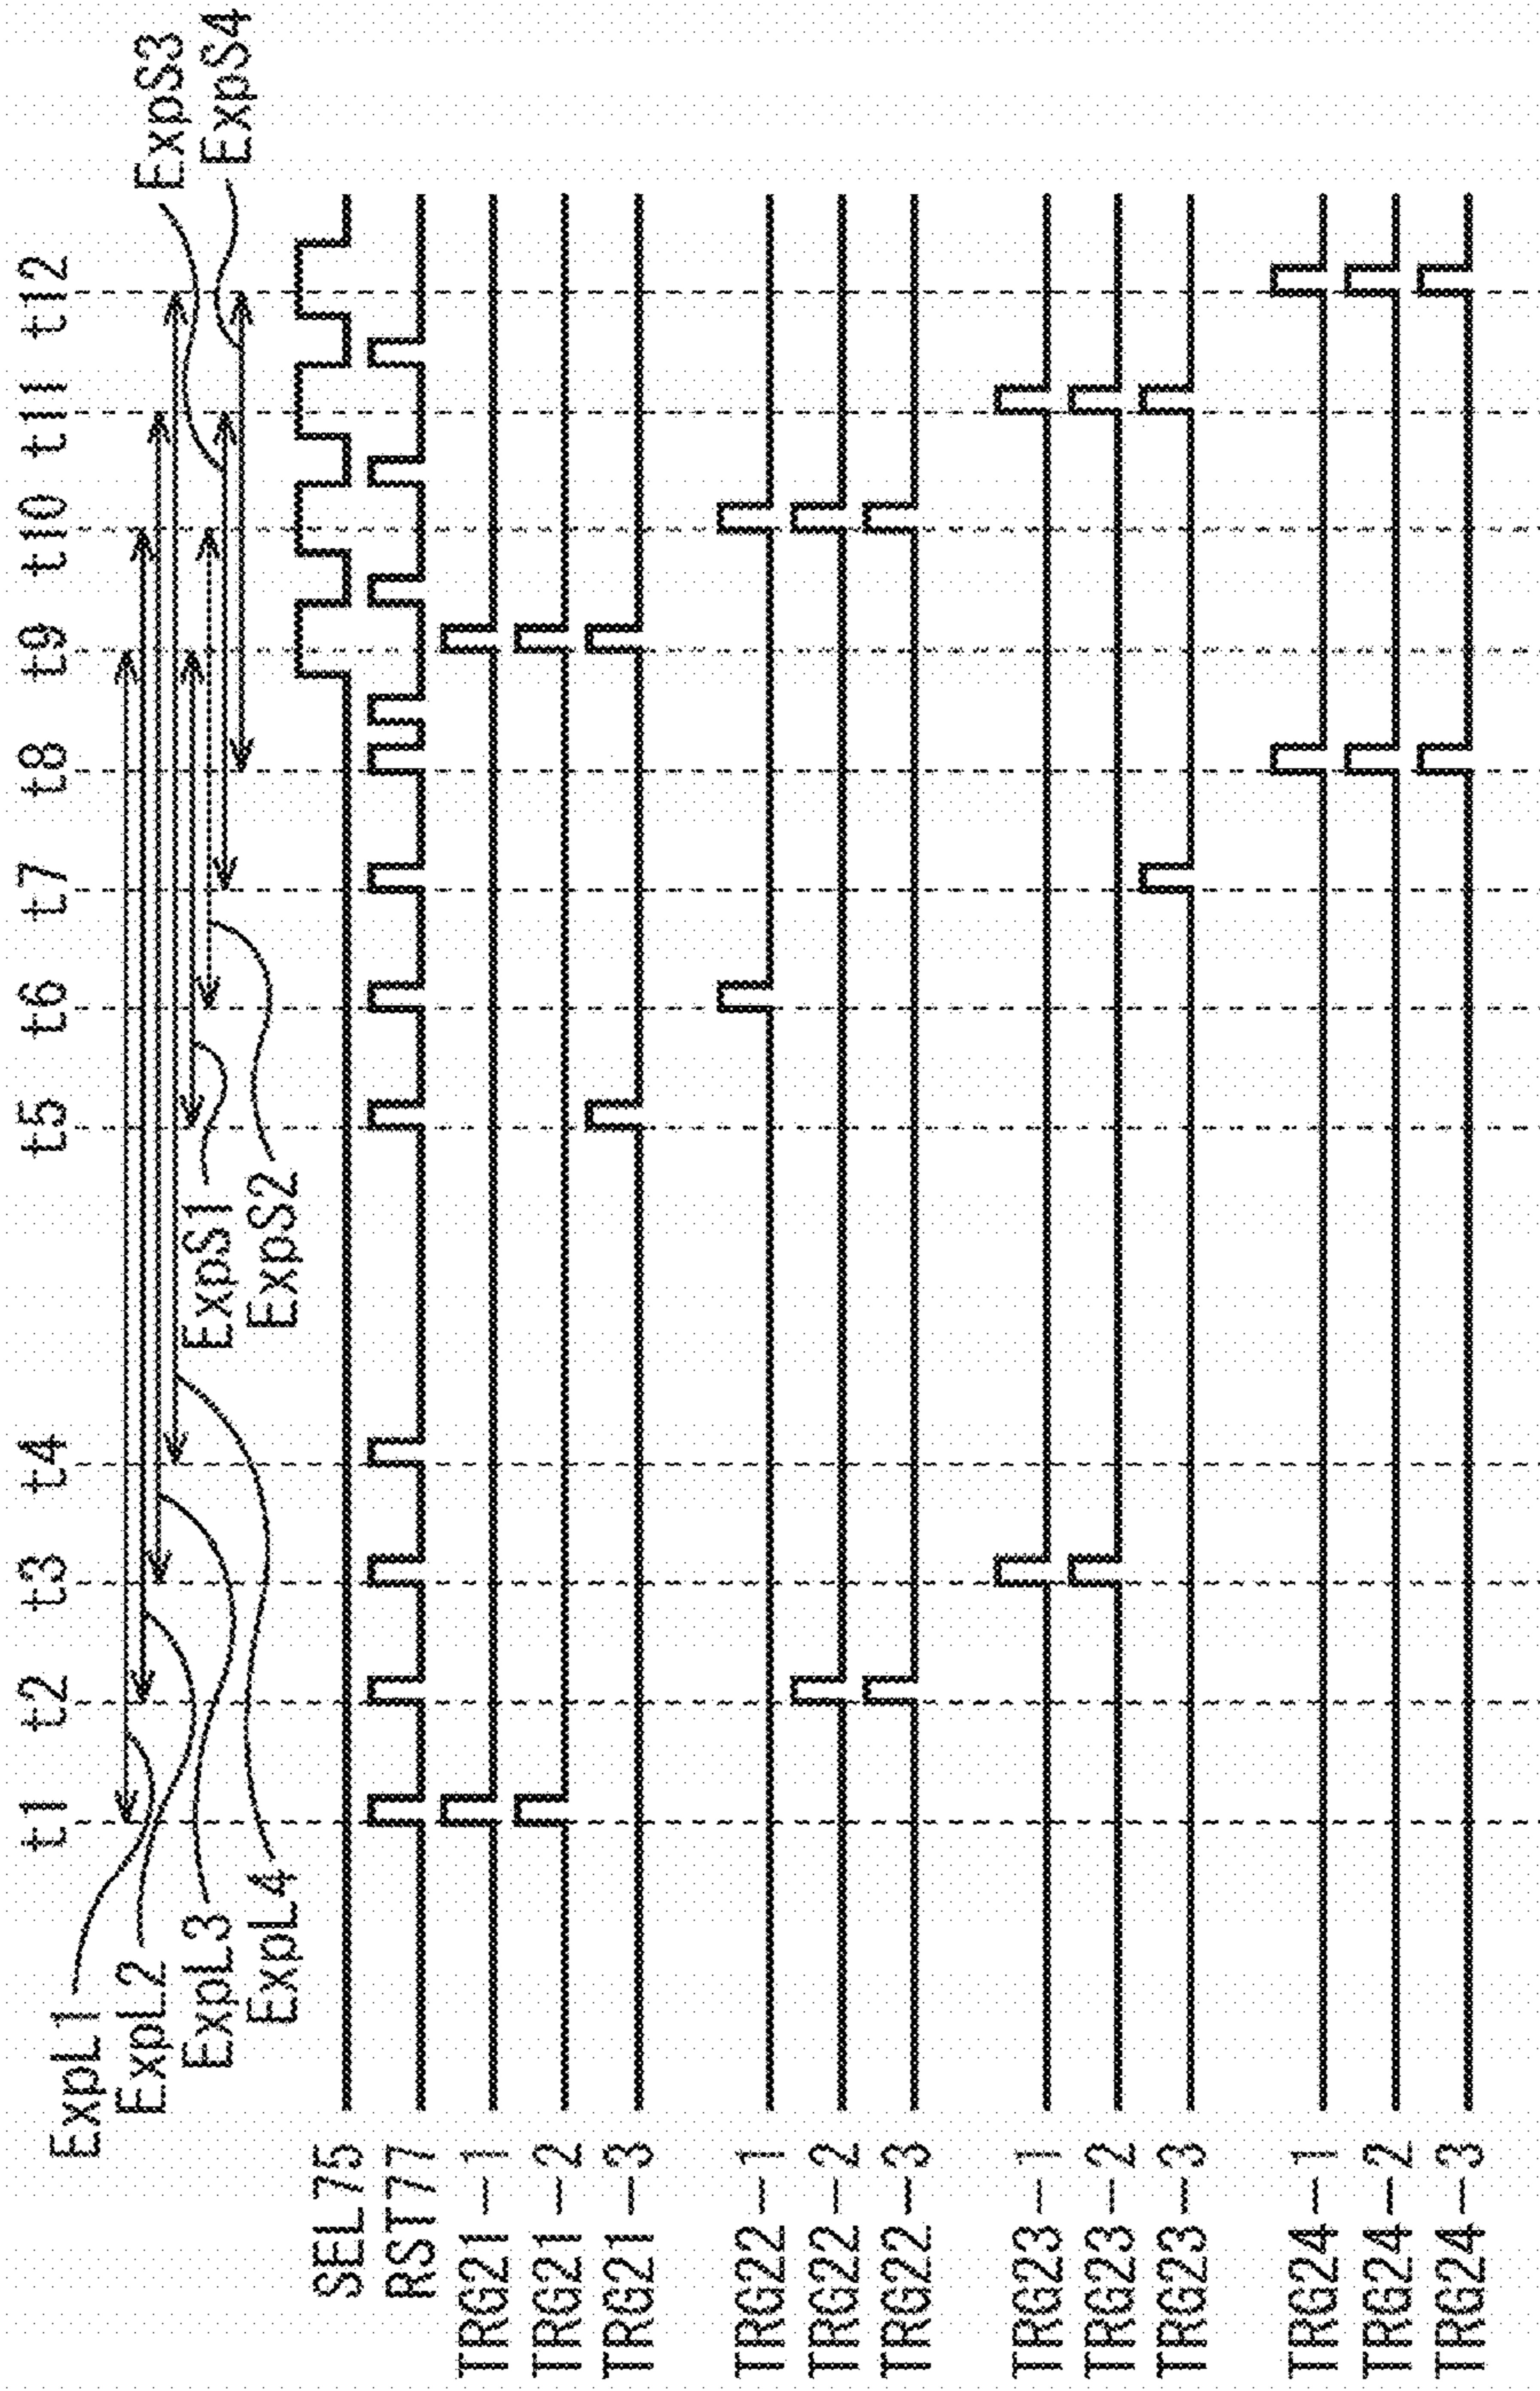 ExpL1
ExpL2
ExpL3
ExpL4
ExpS1
ExpS2
ExpS3
ExpS4
t1 t2 t3 t4 t5 t6 t7 t8 t9 t10 t11 t12
SEL75
RST77
TRG21-1
TRG21-2
TRG21-3
TRG22-1
TRG22-2
TRG22-3
TRG23-1
TRG23-2
TRG23-3
TRG24-1
TRG24-2
TRG24-3